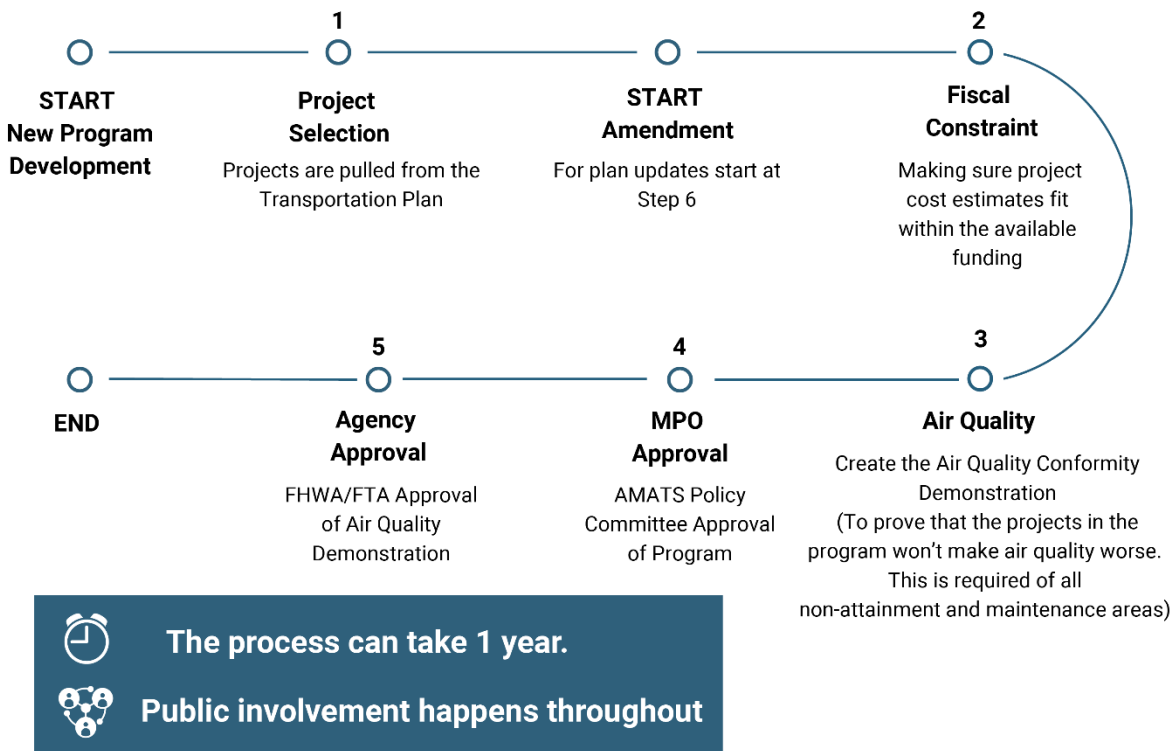 START
New Program
Development
1
Project
Selection
Projects are pulled from the
Transportation Plan
START
Amendment
For plan updates start at
Step 6
2
Fiscal
Constraint
Making sure project
cost estimates fit
within the available
funding
3
Air Quality
Create the Air Quality Conformity
Demonstration
(To prove that the projects in the
program won't make air quality worse.
This is required of all
non-attainment and maintenance areas)
4
MPO
Approval
AMATS Policy
Committee Approval
of Program
5
Agency
Approval
FHWA/FTA Approval
of Air Quality
Demonstration
END
The process can take 1 year.
Public involvement happens throughout